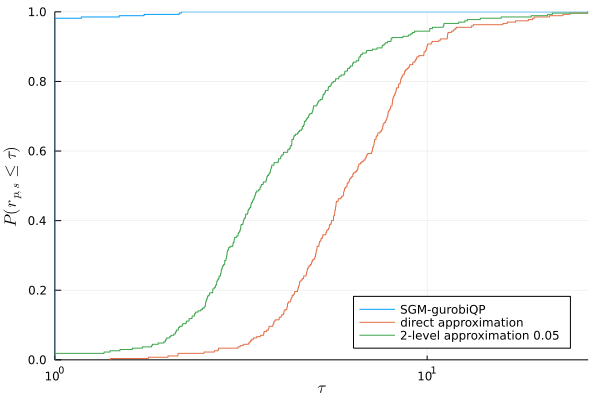 1.0
0.8
0.6
0.4
0.2
0.0
P(r_{p,s} ≤ τ)
10^0
10^1
τ
SGM-gurobiQP
direct approximation
2-level approximation 0.05